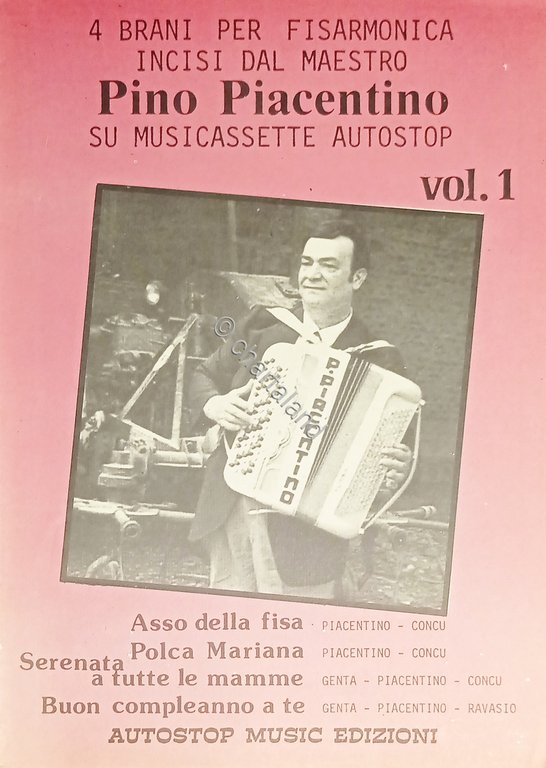 4 BRANI PER FISARMONICA
INCISI DAL MAESTRO
Pino Piacentino
SU MUSICASSETTE AUTOSTOP
vol. 1
© chartaland
P.PIACENTINO
Asso della fisa · PIACENTINO - CONCU
Polca Mariana PIACENTINO - CONCU
Serenata
a tutte le mamme GENTA - PIACENTINO - CONCU
Buon compleanno a te GENTA - PIACENTINO - RAVASIO
AUTOSTOP MUSIC EDIZIONI